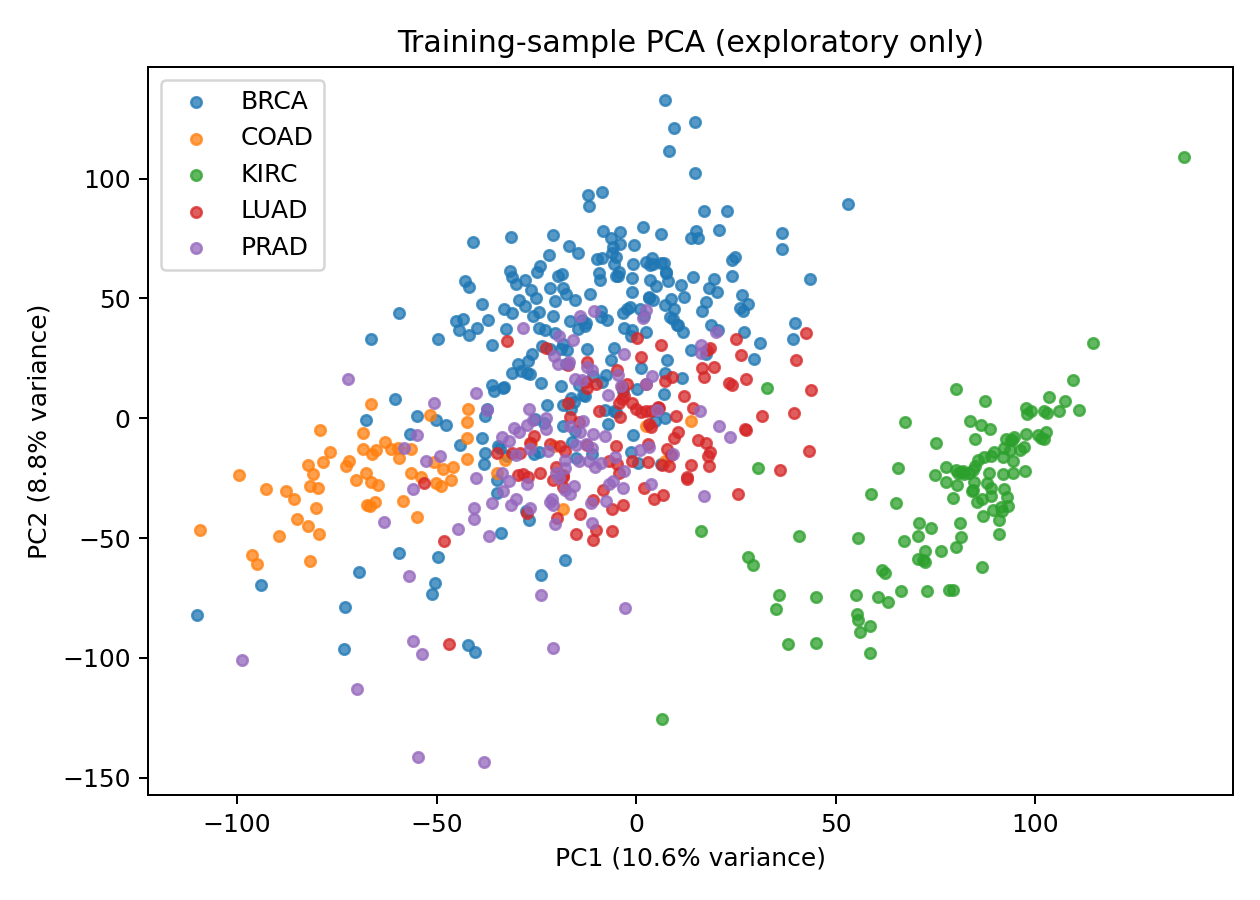 Training-sample PCA (exploratory only)
BRCA
COAD
KIRC
LUAD
PRAD
100
50
0
−50
−100
−150
PC2 (8.8% variance)
−100
−50
0
50
100
PC1 (10.6% variance)